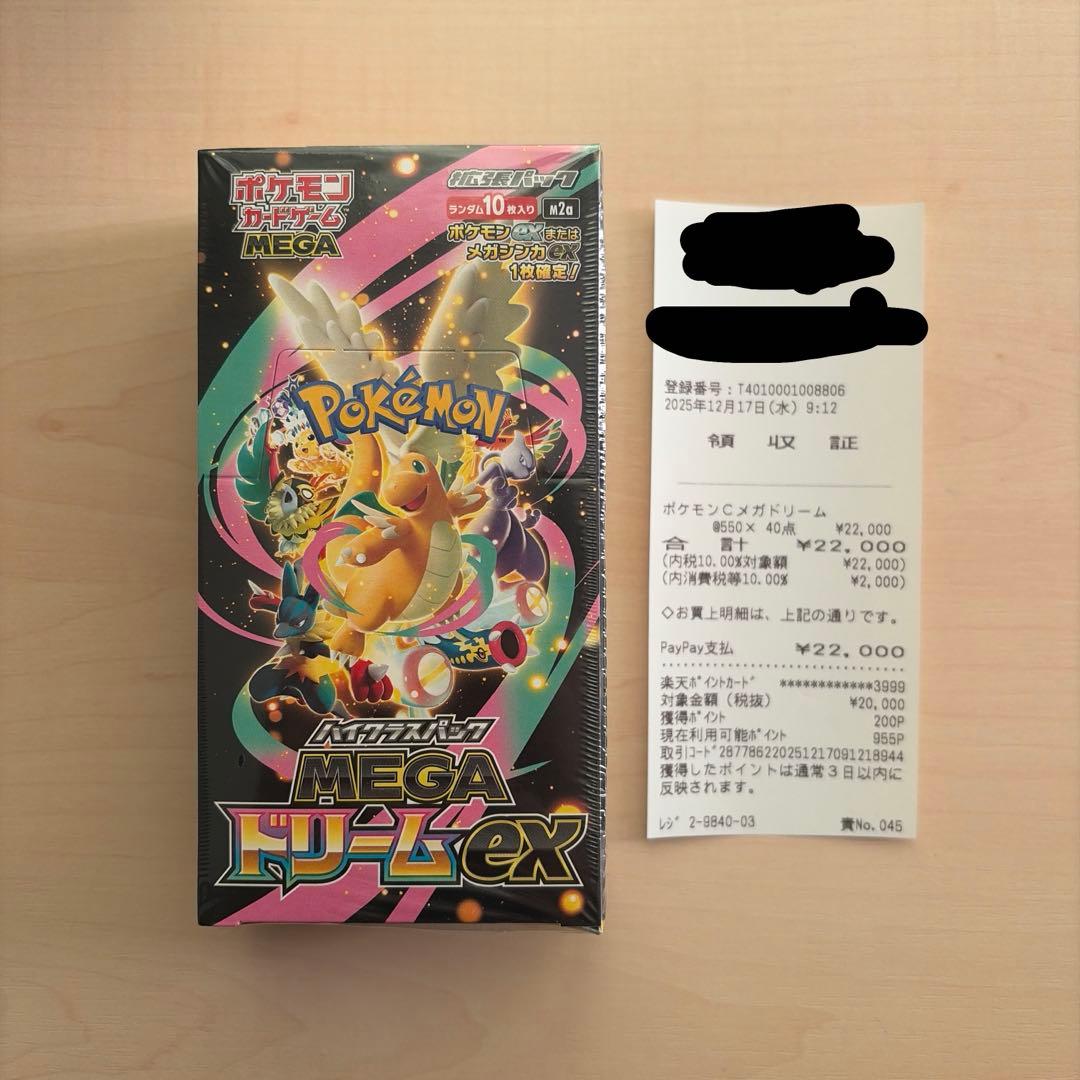 ポケモン
カードゲーム
MEGA
拡張パック
ランダム10枚入り M2a
ポケモンexまたは
メガシンカex
1枚確定!
POKÉMON
ハイクラスパック
MEGA
ドリームex
登録番号:T4010001008806
2025年12月17日(水) 9:12
領 収 証
ポケモンCメガドリーム
@550× 40点 ¥22,000
合 計 ¥22,000
(内税10.00%対象額 ¥22,000)
(内消費税等10.00% ¥2,000)
◇お買上明細は、上記の通りです。
PayPay支払 ¥22,000
楽天ポイントカード ************3999
対象金額(税抜) ¥20,000
獲得ポイント 200P
現在利用可能ポイント 955P
取引コード 287786220251217091218944
獲得したポイントは通常3日以内に
反映されます。
レジ 2-9840-03 責No.045